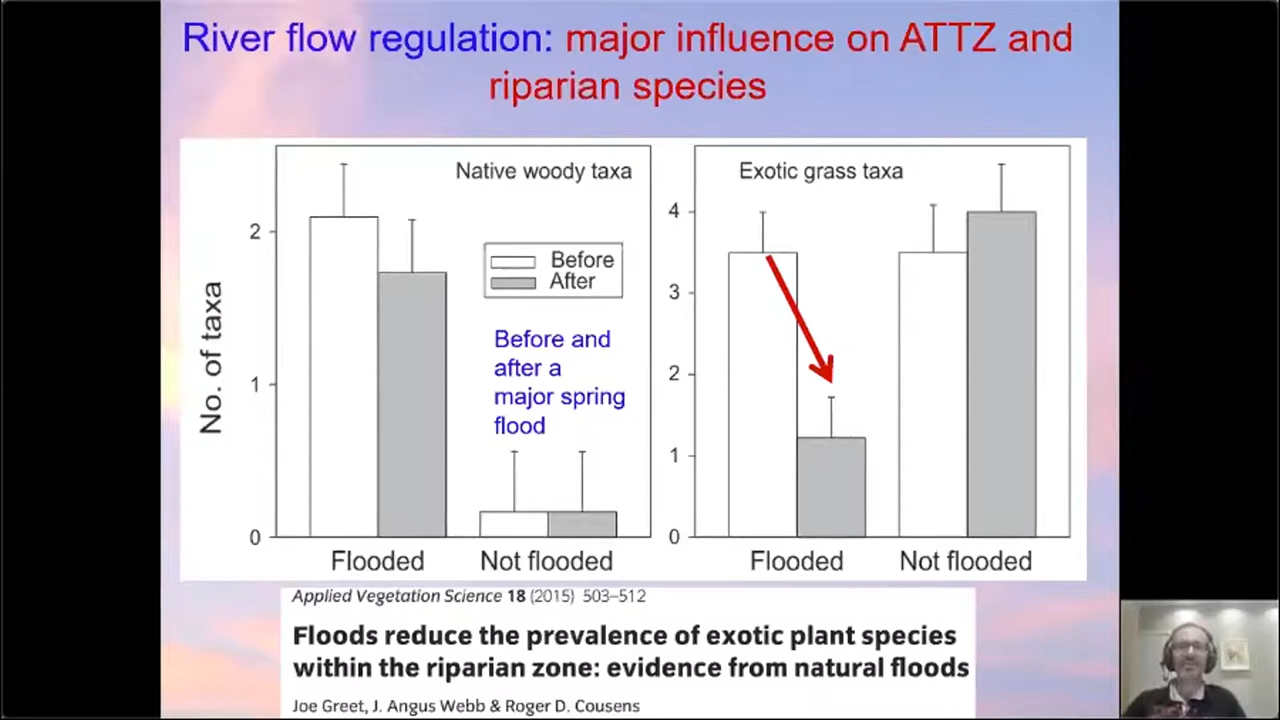 River flow regulation: major influence on ATTZ and
riparian species
No. of taxa
2
1
0
Native woody taxa
Before
After
Before and
after a
major spring
flood
Flooded
Not flooded
Exotic grass taxa
4
3
2
1
0
Flooded
Not flooded
Applied Vegetation Science 18 (2015) 503–512
Floods reduce the prevalence of exotic plant species
within the riparian zone: evidence from natural floods
Joe Greet, J. Angus Webb & Roger D. Cousens